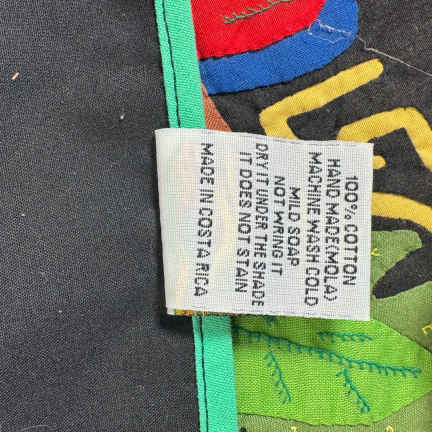 100% COTTON
HAND MADE(MOLA)
MACHINE WASH COLD
MILD SOAP
NOT WRING IT
DRY IT UNDER THE SHADE
IT DOES NOT STAIN
MADE IN COSTA RICA